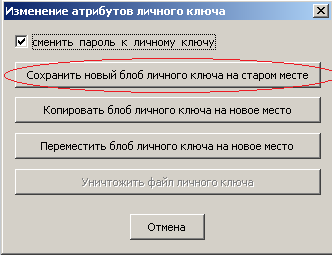 Изменение атрибутов личного ключа
сменить пароль к личному ключу
Сохранить новый блоб личного ключа на старом месте
Копировать блоб личного ключа на новое место
Переместить блоб личного ключа на новое место
Уничтожить файл личного ключа
Отмена